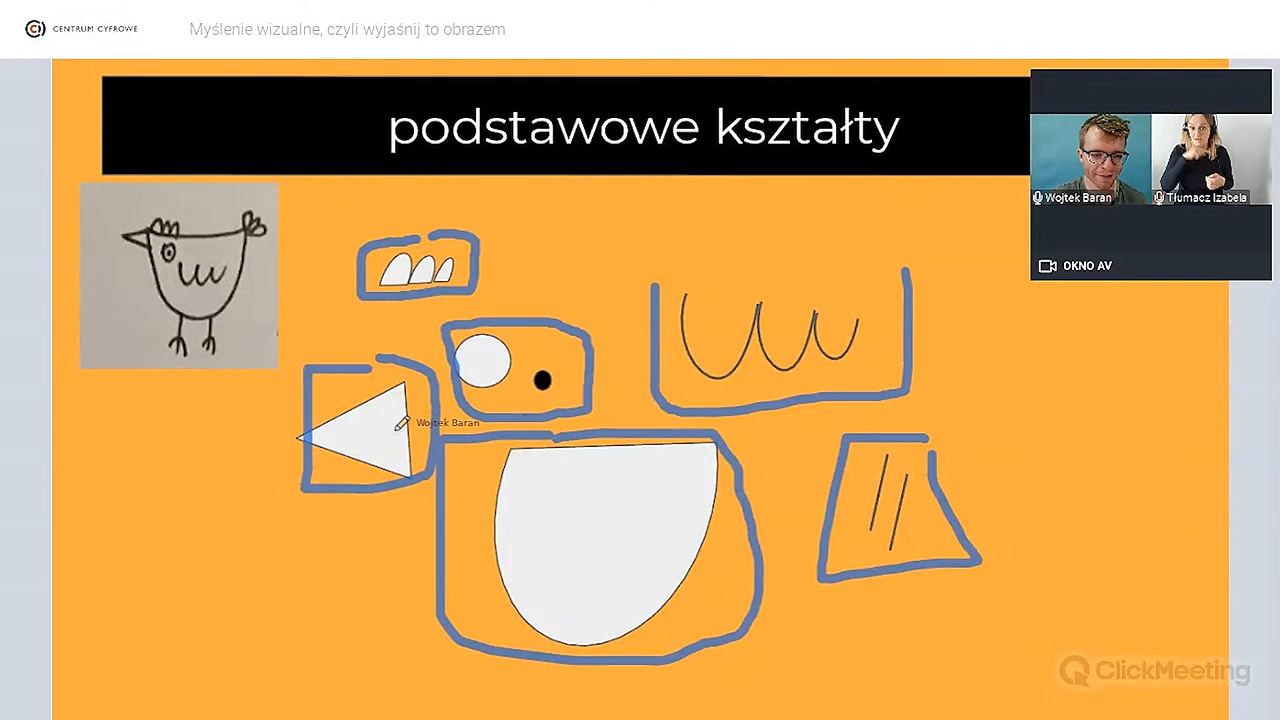 CENTRUM CYFROWE
Myślenie wizualne, czyli wyjaśnij to obrazem
podstawowe kształty
Wojtek Baran
Tłumacz Izabela
OKNO AV
Wojtek Baran
ClickMeeting